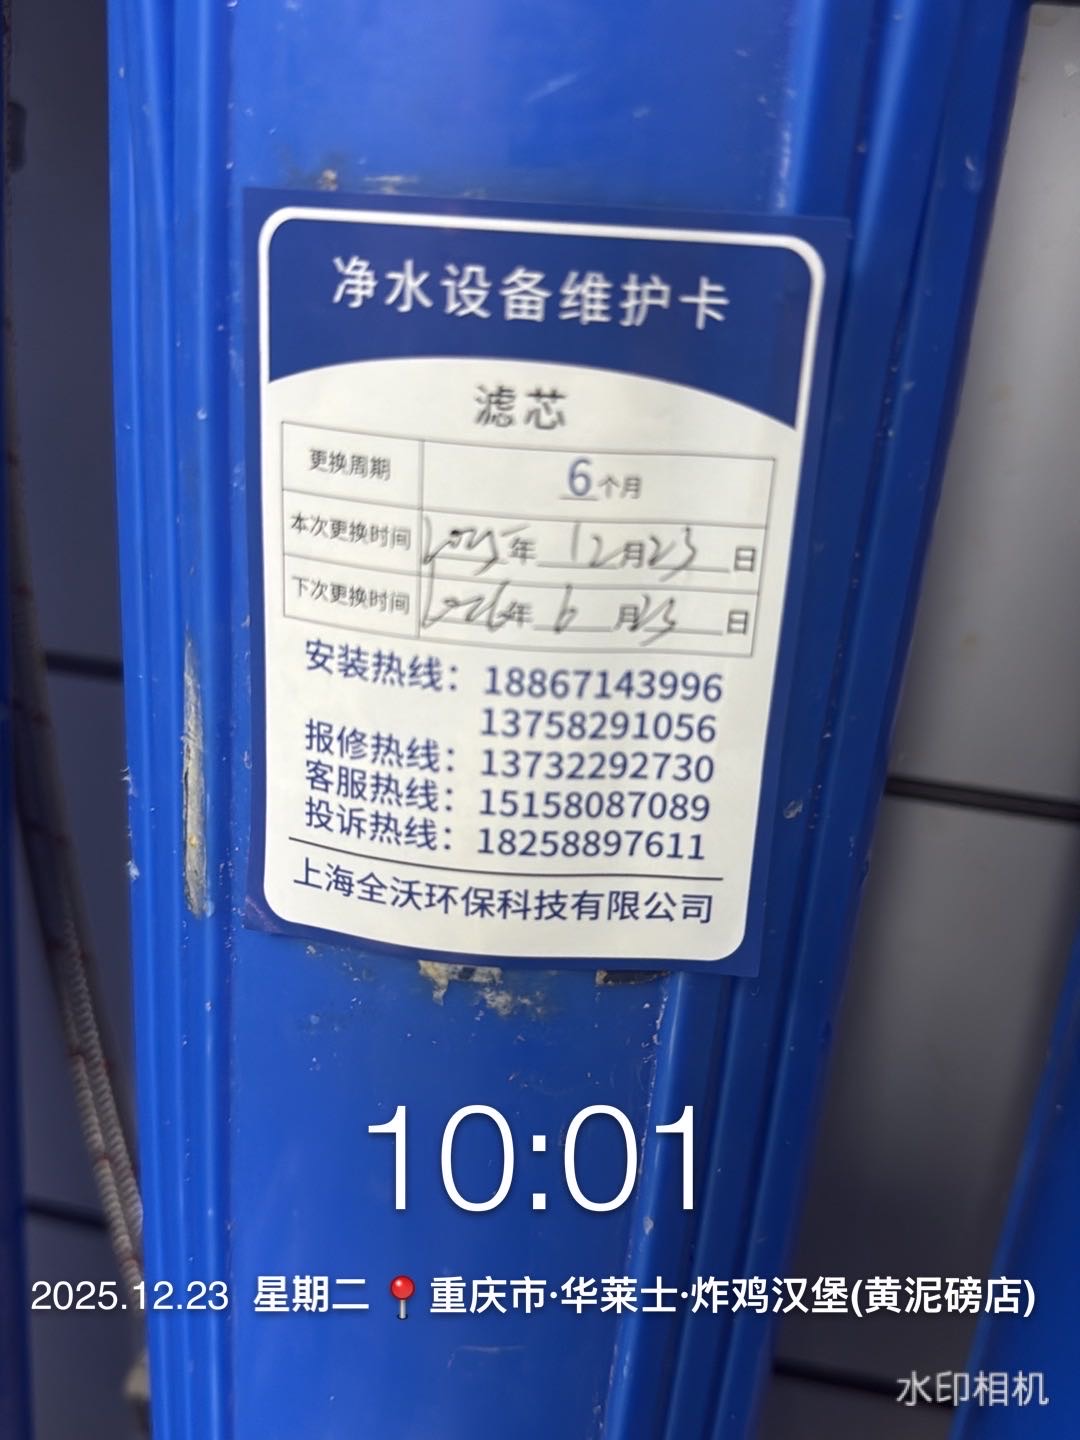 净水设备维护卡
滤芯
更换周期 6个月
本次更换时间 2025年12月23日
下次更换时间 2026年6月23日
安装热线：18867143996
13758291056
报修热线：13732292730
客服热线：15158087089
投诉热线：18258897611
上海全沃环保科技有限公司
10:01
2025.12.23 星期二 📍重庆市·华莱士·炸鸡汉堡(黄泥磅店)
水印相机